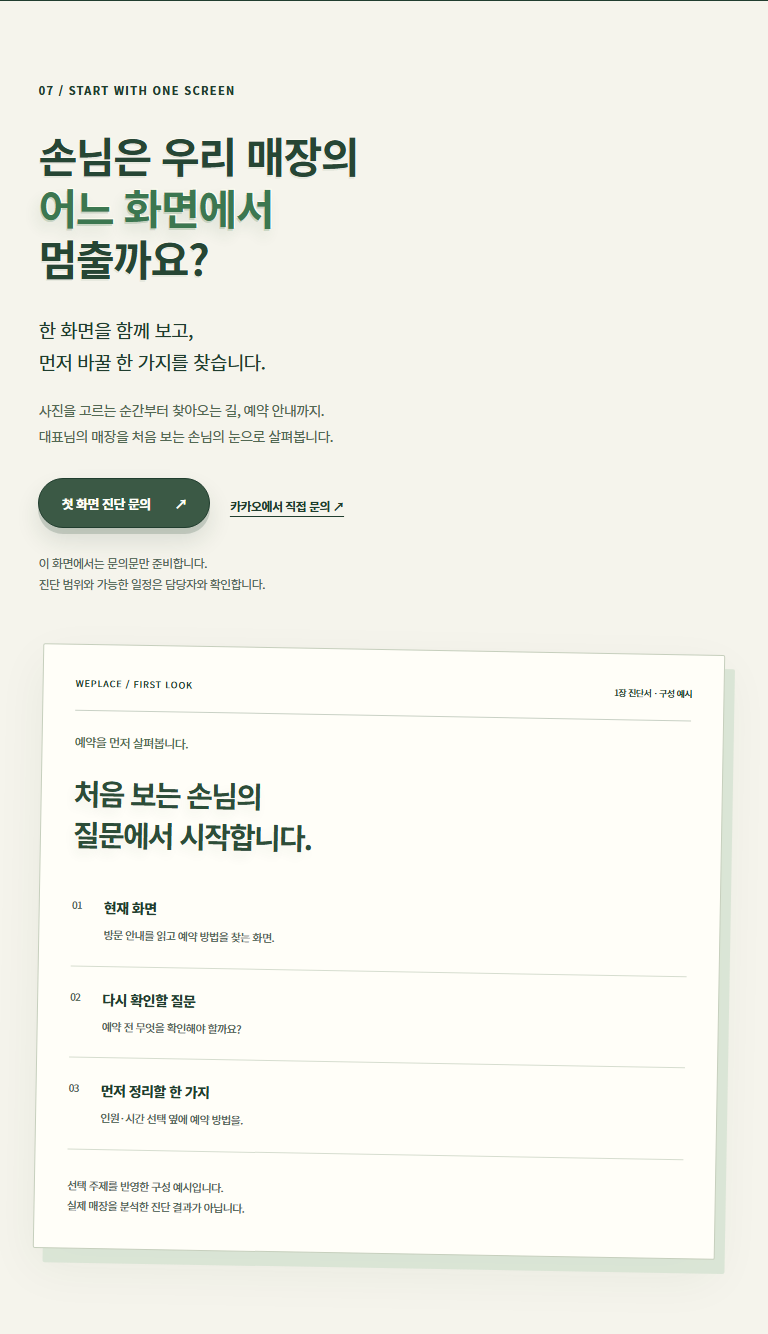 07 / START WITH ONE SCREEN
손님은 우리 매장의
어느 화면에서
멈출까요?
한 화면을 함께 보고,
먼저 바꿀 한 가지를 찾습니다.
사진을 고르는 순간부터 찾아오는 길, 예약 안내까지.
대표님의 매장을 처음 보는 손님의 눈으로 살펴봅니다.
첫 화면 진단 문의 ↗
카카오에서 직접 문의 ↗
이 화면에서는 문의문만 준비합니다.
진단 범위와 가능한 일정은 담당자와 확인합니다.
WEPLACE / FIRST LOOK
1장 진단서 · 구성 예시
예약을 먼저 살펴봅니다.
처음 보는 손님의
질문에서 시작합니다.
01 현재 화면
방문 안내를 읽고 예약 방법을 찾는 화면.
02 다시 확인할 질문
예약 전 무엇을 확인해야 할까요?
03 먼저 정리할 한 가지
인원·시간 선택 옆에 예약 방법을.
선택 주제를 반영한 구성 예시입니다.
실제 매장을 분석한 진단 결과가 아닙니다.